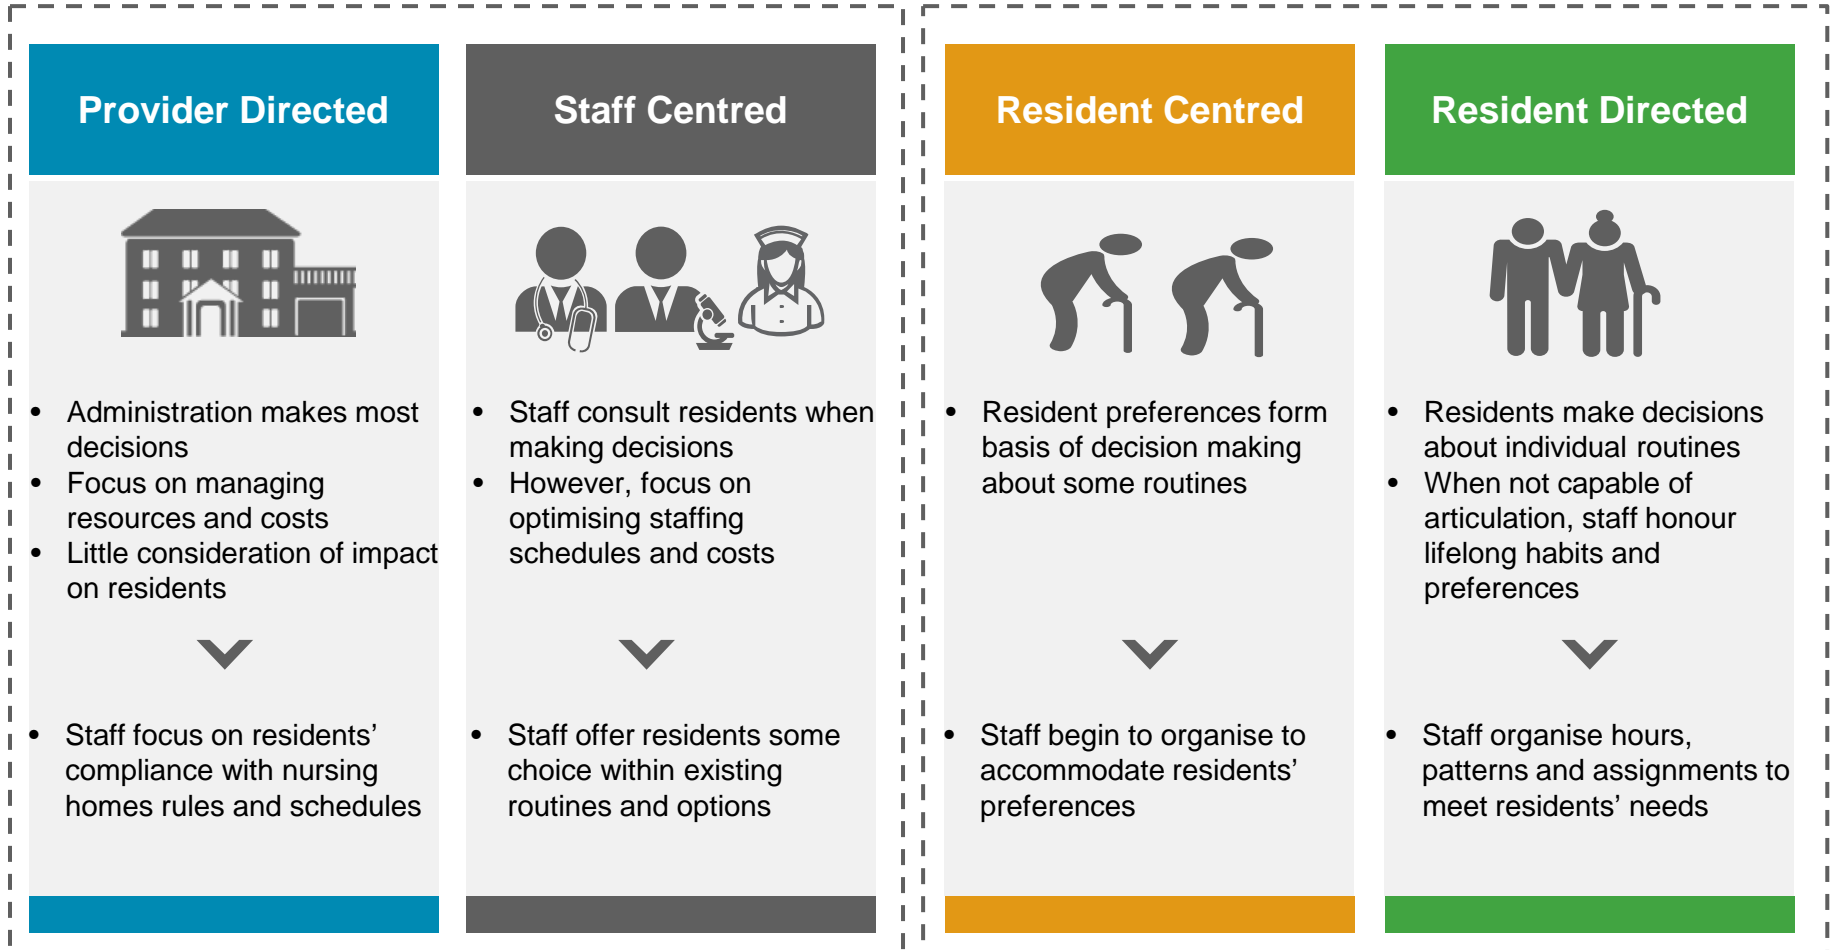 Provider Directed
• Administration makes most
decisions
• Focus on managing
resources and costs
• Little consideration of impact
on residents
• Staff focus on residents’
compliance with nursing
homes rules and schedules
Staff Centred
• Staff consult residents when
making decisions
• However, focus on
optimising staffing
schedules and costs
• Staff offer residents some
choice within existing
routines and options
Resident Centred
• Resident preferences form
basis of decision making
about some routines
• Staff begin to organise to
accommodate residents’
preferences
Resident Directed
• Residents make decisions
about individual routines
• When not capable of
articulation, staff honour
lifelong habits and
preferences
• Staff organise hours,
patterns and assignments to
meet residents’ needs